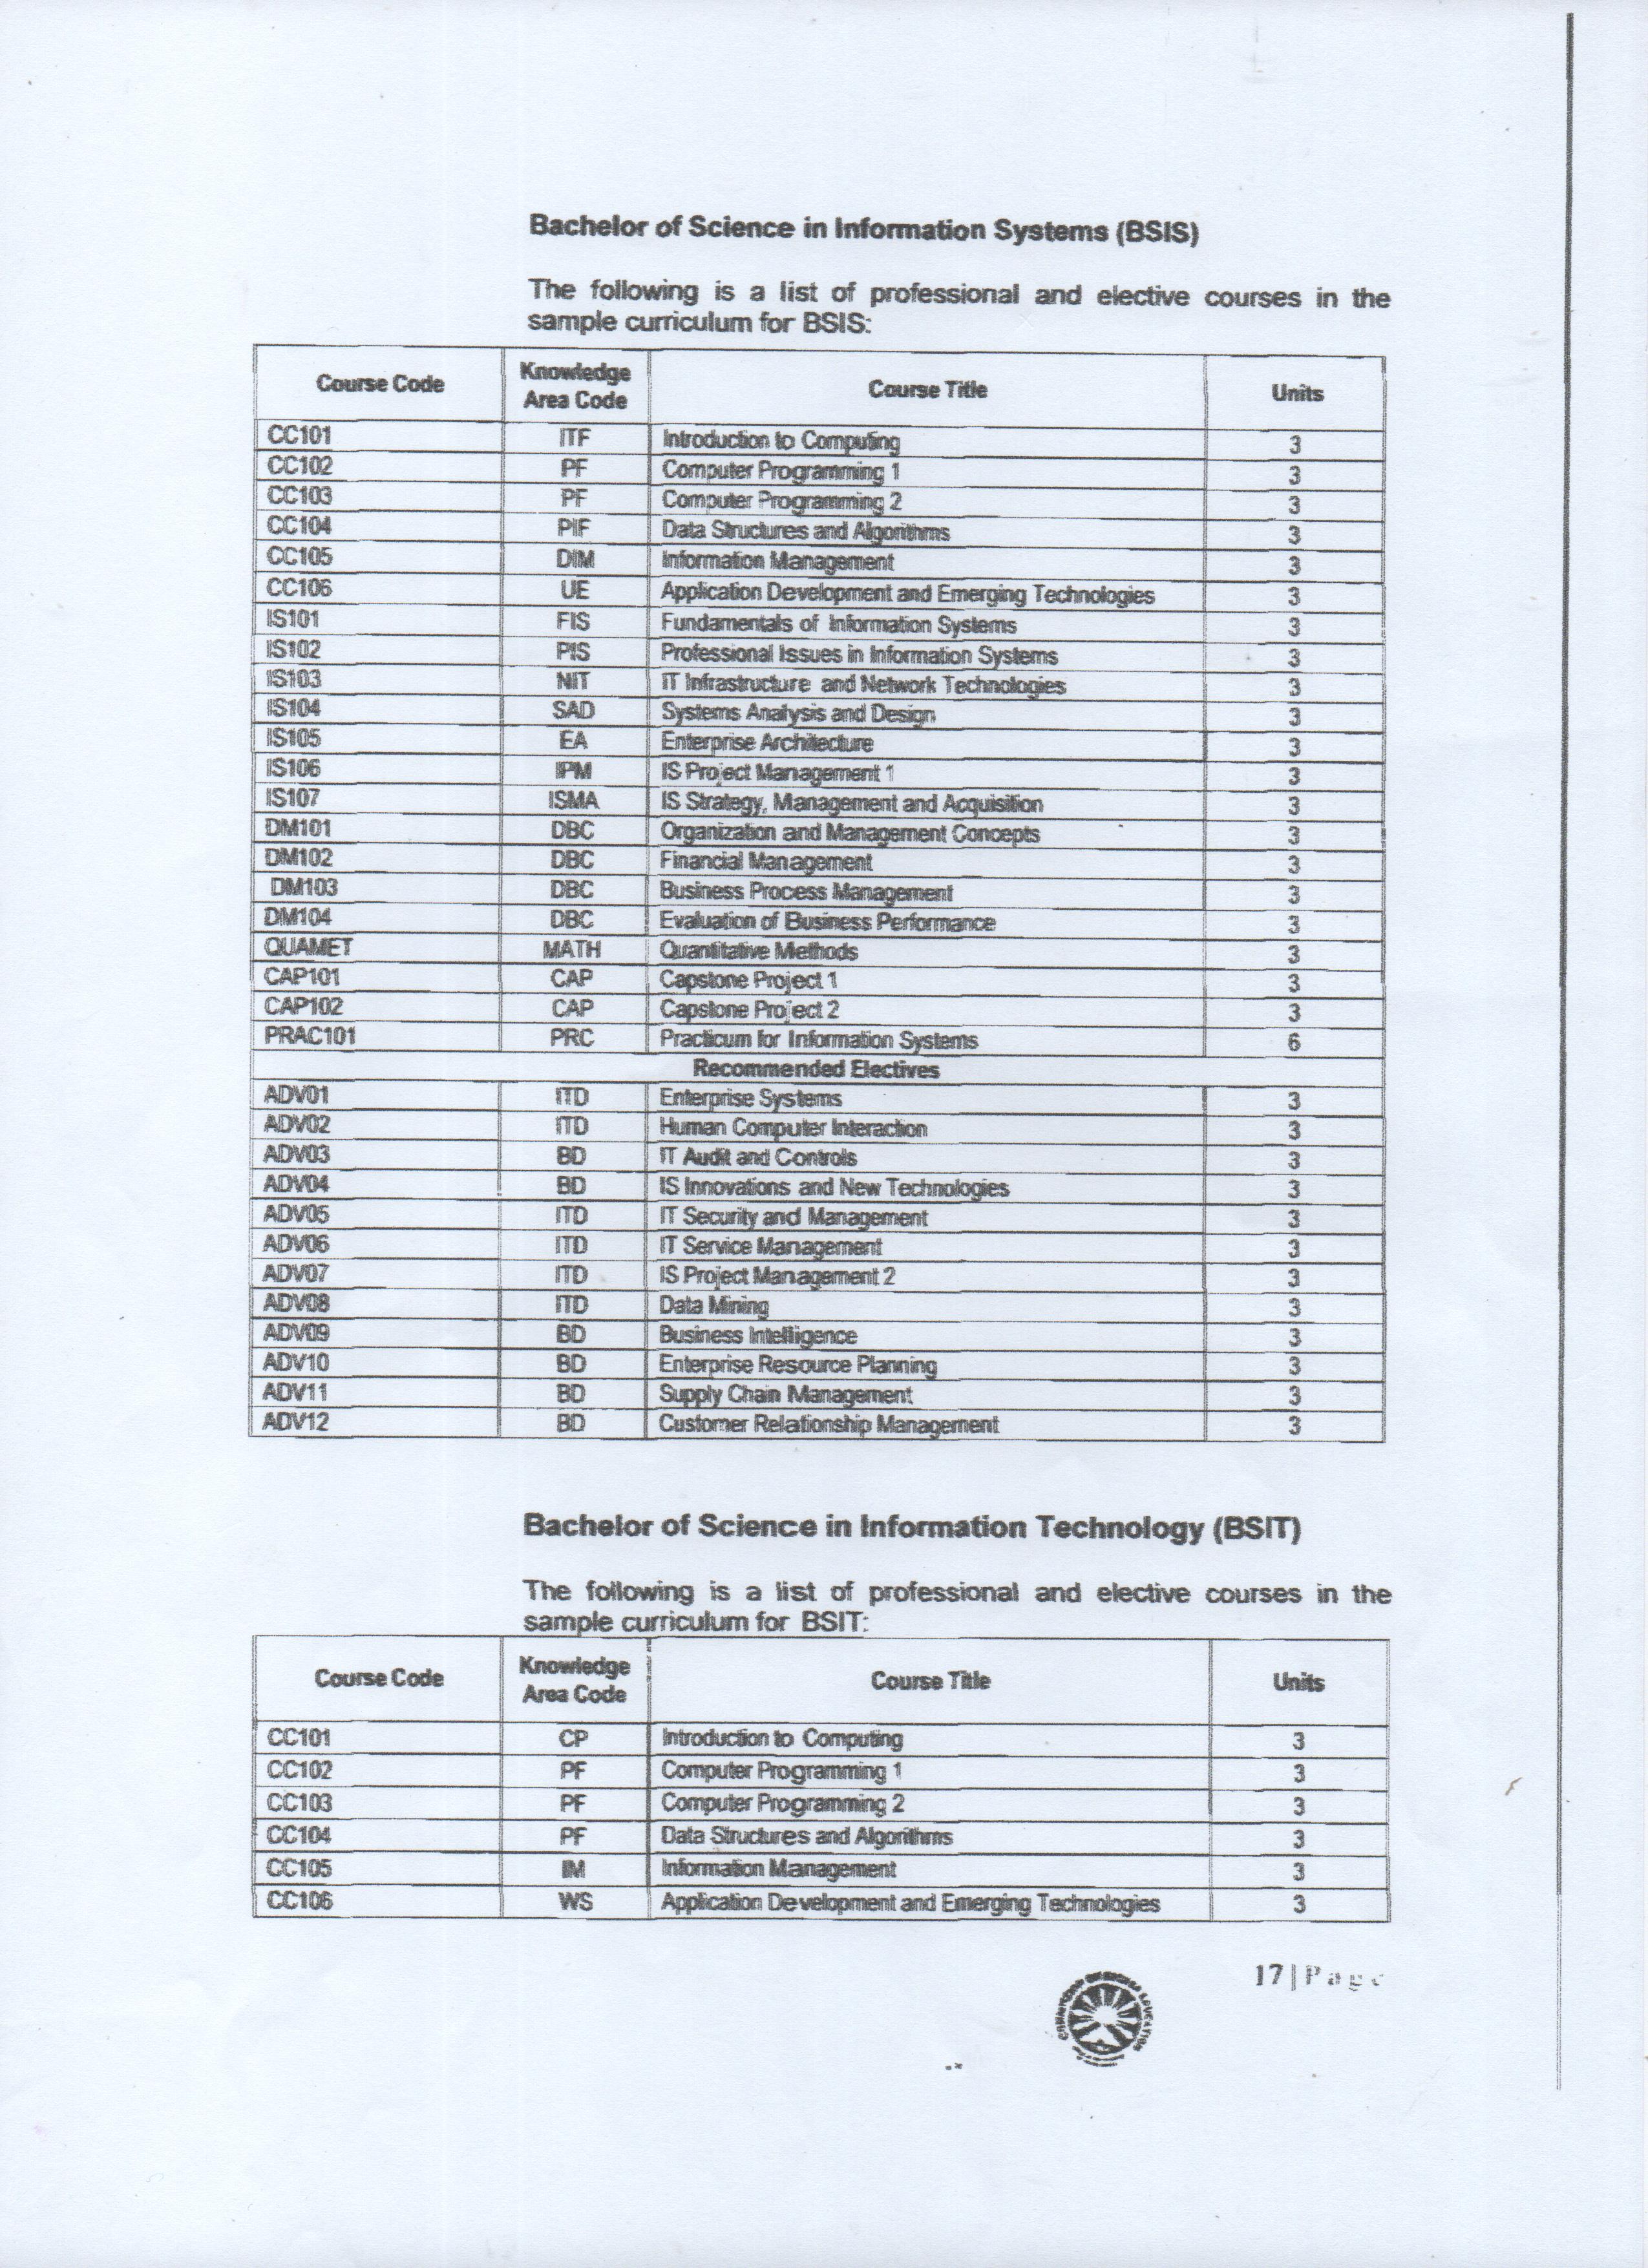 Bachelor of Science in Information Systems (BSIS)
The following is a list of professional and elective courses in the
sample curriculum for BSIS:
Course Code Knowledge Area Code Course Title Units
CC101 ITF Introduction to Computing 3
CC102 PF Computer Programming 1 3
CC103 PF Computer Programming 2 3
CC104 PIF Data Structures and Algorithms 3
CC105 DIM Information Management 3
CC106 UE Application Development and Emerging Technologies 3
IS101 FIS Fundamentals of Information Systems 3
IS102 PIS Professional Issues in Information Systems 3
IS103 NIT IT Infrastructure and Network Technologies 3
IS104 SAD Systems Analysis and Design 3
IS105 EA Enterprise Architecture 3
IS106 IPM IS Project Management 1 3
IS107 ISMA IS Strategy, Management and Acquisition 3
DM101 DBC Organization and Management Concepts 3
DM102 DBC Financial Management 3
DM103 DBC Business Process Management 3
DM104 DBC Evaluation of Business Performance 3
QUAMET MATH Quantitative Methods 3
CAP101 CAP Capstone Project 1 3
CAP102 CAP Capstone Project 2 3
PRAC101 PRC Practicum for Information Systems 6
Recommended Electives
ADV01 ITD Enterprise Systems 3
ADV02 ITD Human Computer Interaction 3
ADV03 BD IT Audit and Controls 3
ADV04 BD IS Innovations and New Technologies 3
ADV05 ITD IT Security and Management 3
ADV06 ITD IT Service Management 3
ADV07 ITD IS Project Management 2 3
ADV08 ITD Data Mining 3
ADV09 BD Business Intelligence 3
ADV10 BD Enterprise Resource Planning 3
ADV11 BD Supply Chain Management 3
ADV12 BD Customer Relationship Management 3
Bachelor of Science in Information Technology (BSIT)
The following is a list of professional and elective courses in the
sample curriculum for BSIT:
Course Code Knowledge Area Code Course Title Units
CC101 CP Introduction to Computing 3
CC102 PF Computer Programming 1 3
CC103 PF Computer Programming 2 3
CC104 PF Data Structures and Algorithms 3
CC105 IM Information Management 3
CC106 WS Application Development and Emerging Technologies 3
17 | Page